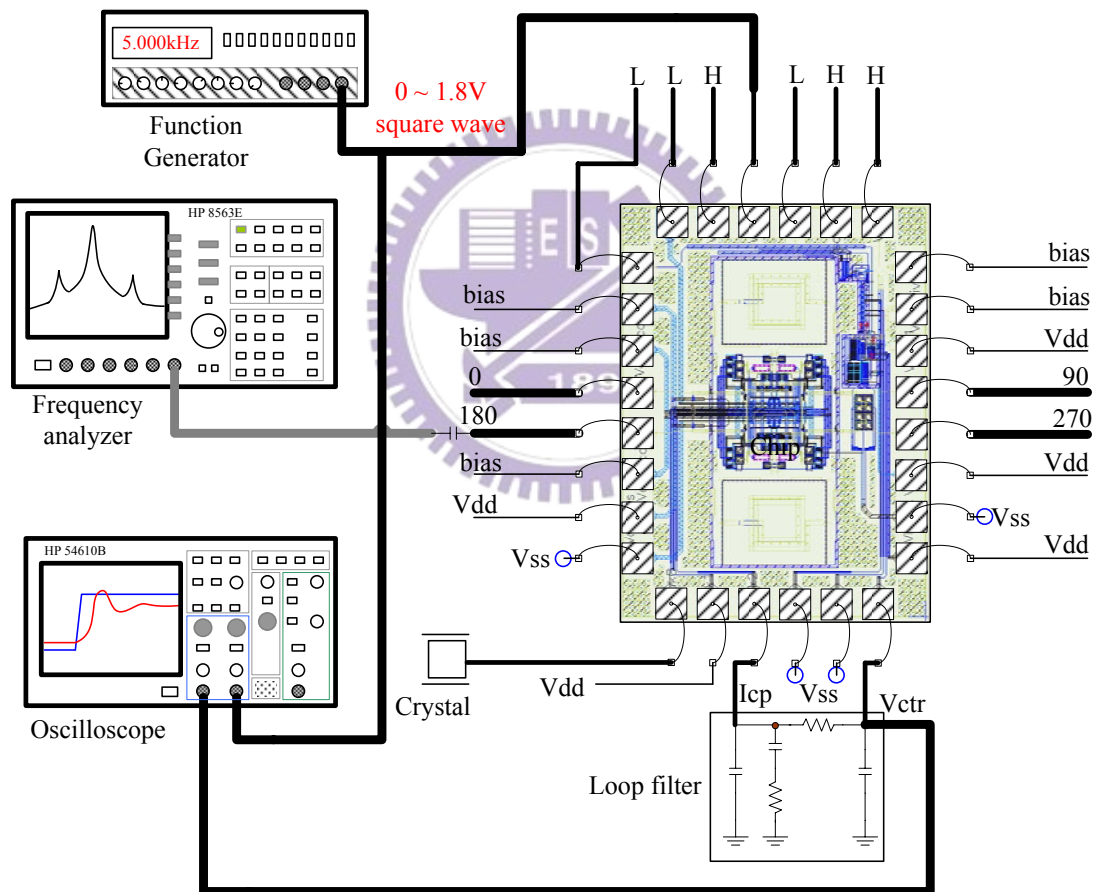 5.000kHz
Function
Generator
0 ~ 1.8V
square wave
L
L
H
L
H
H
HP 8563E
Frequency
analyzer
E S
189
bias
bias
0
180
bias
Vdd
Vss
bias
bias
Vdd
90
270
Vdd
Vss
Vdd
Chip
HP 54610B
Oscilloscope
Crystal
Vdd
Icp
Vss
Vctr
Loop filter